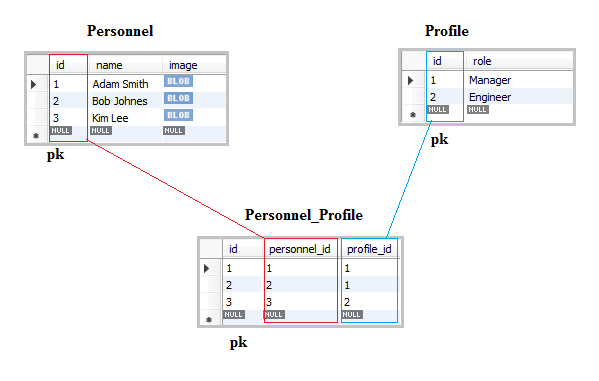 Personnel
Profile
id name image
1 Adam Smith BLOB
2 Bob Johnes BLOB
3 Kim Lee BLOB
NULL NULL NULL
pk
id role
1 Manager
2 Engineer
NULL NULL
pk
Personnel_Profile
id personnel_id profile_id
1 1 1
2 2 1
3 3 2
NULL NULL NULL
pk